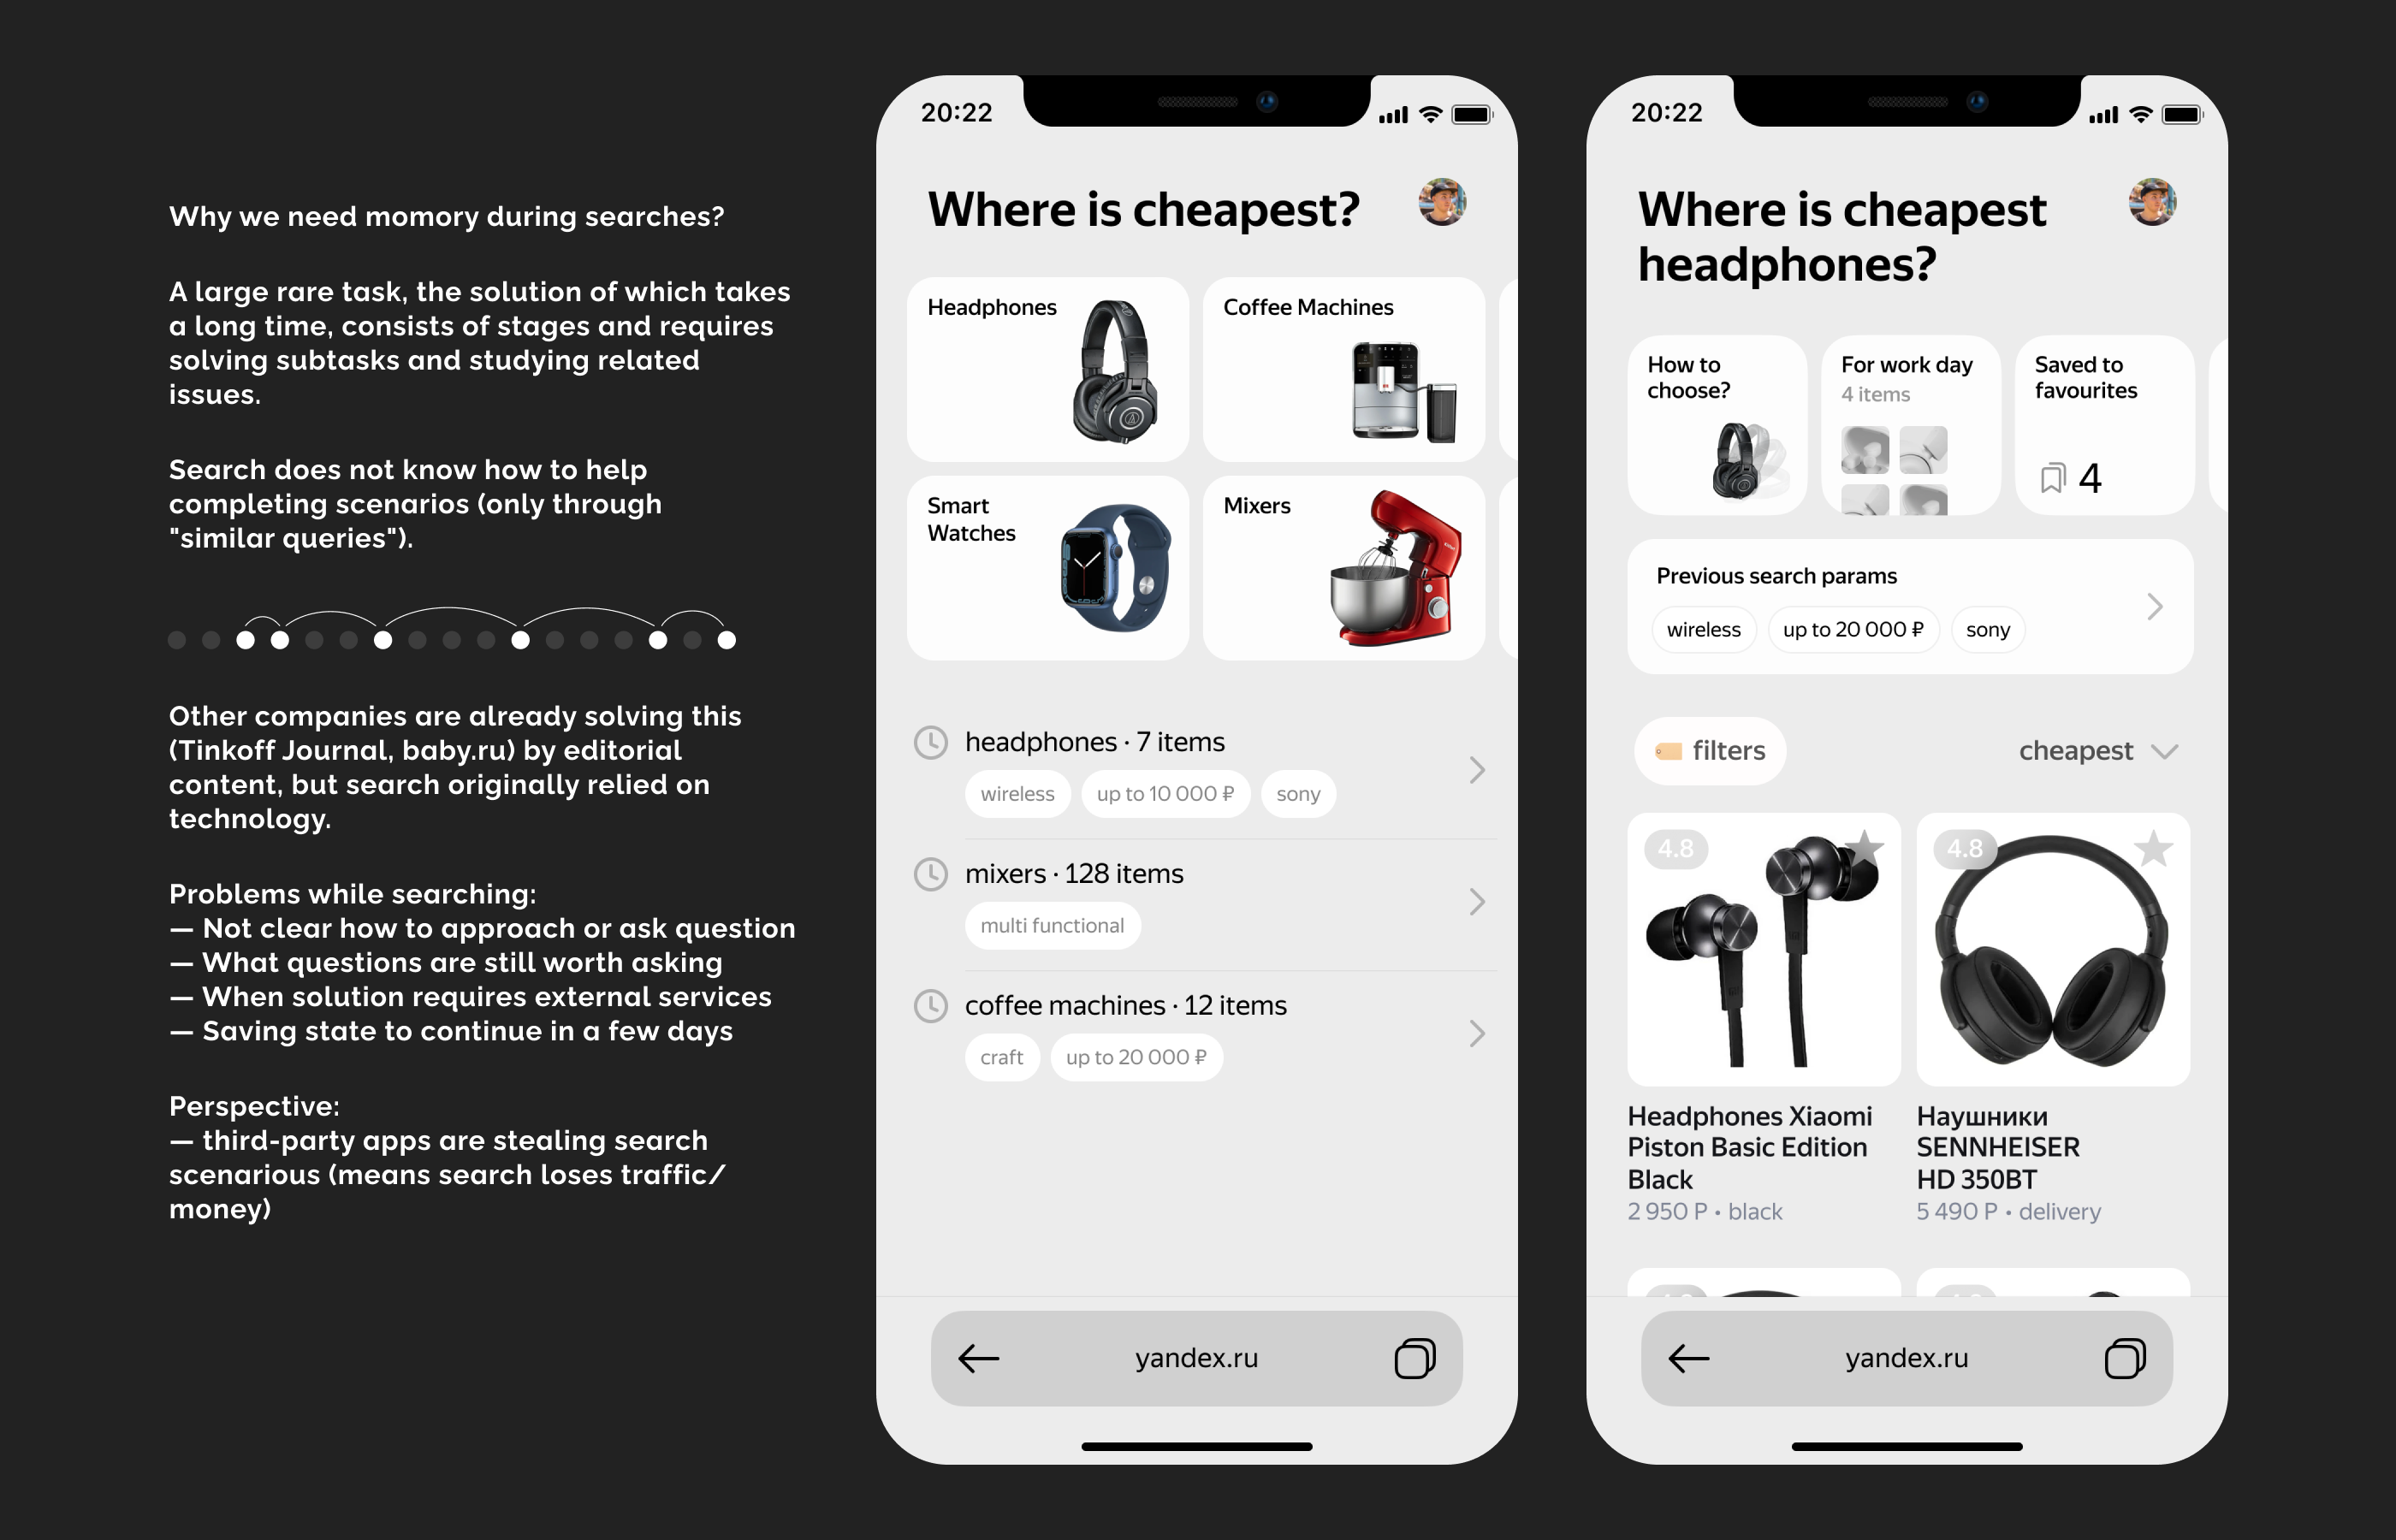 Why we need momory during searches?
A large rare task, the solution of which takes
a long time, consists of stages and requires
solving subtasks and studying related
issues.
Search does not know how to help
completing scenarios (only through
"similar queries").
Other companies are already solving this
(Tinkoff Journal, baby.ru) by editorial
content, but search originally relied on
technology.
Problems while searching:
— Not clear how to approach or ask question
— What questions are still worth asking
— When solution requires external services
— Saving state to continue in a few days
Perspective:
— third-party apps are stealing search
scenarious (means search loses traffic/
money)
20:22
Where is cheapest?
Headphones
Coffee Machines
Smart
Watches
Mixers
headphones · 7 items
wireless
up to 10 000 ₽
sony
mixers · 128 items
multi functional
coffee machines · 12 items
craft
up to 20 000 ₽
yandex.ru
20:22
Where is cheapest
headphones?
How to
choose?
For work day
4 items
Saved to
favourites
4
Previous search params
wireless
up to 20 000 ₽
sony
filters
cheapest
4.8
4.8
Headphones Xiaomi
Piston Basic Edition
Black
2 950 Р • black
Наушники
SENNHEISER
HD 350BT
5 490 Р • delivery
yandex.ru